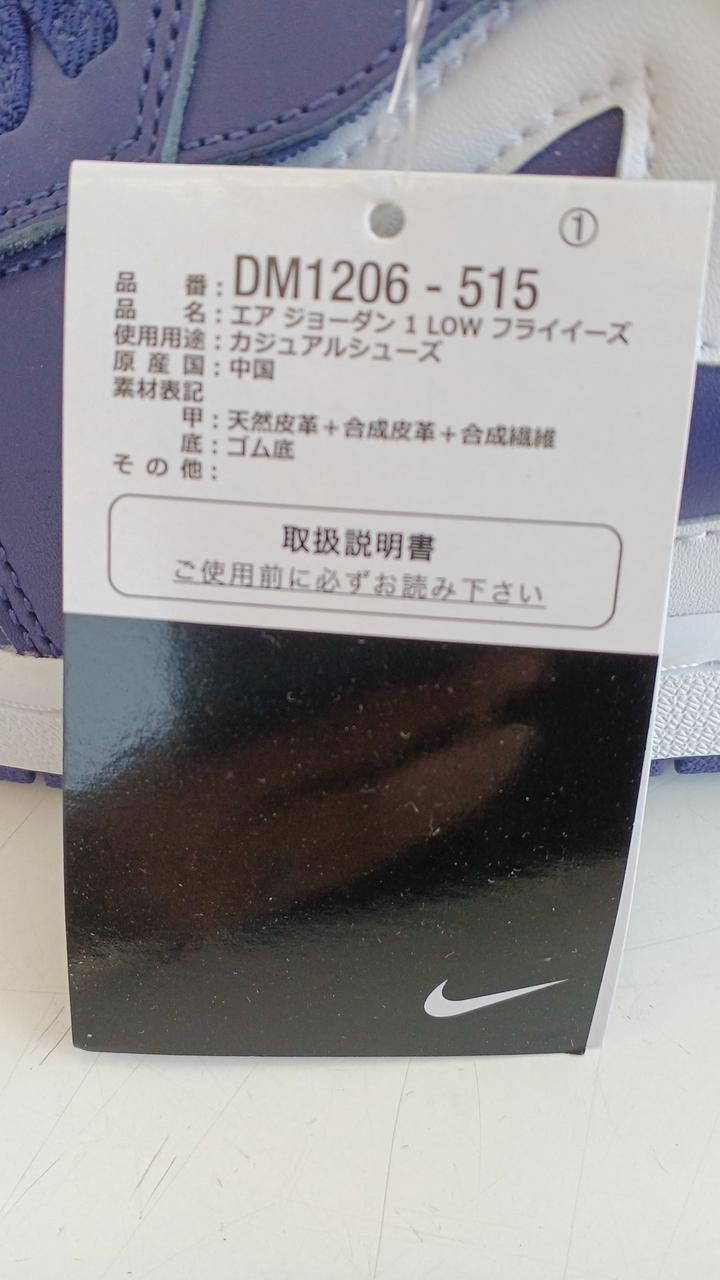 ①
品番：DM1206 - 515
品名：エア ジョーダン 1 LOW フライイーズ
使用用途：カジュアルシューズ
原産国：中国
素材表記
甲：天然皮革＋合成皮革＋合成繊維
底：ゴム底
その他：
取扱説明書
ご使用前に必ずお読み下さい